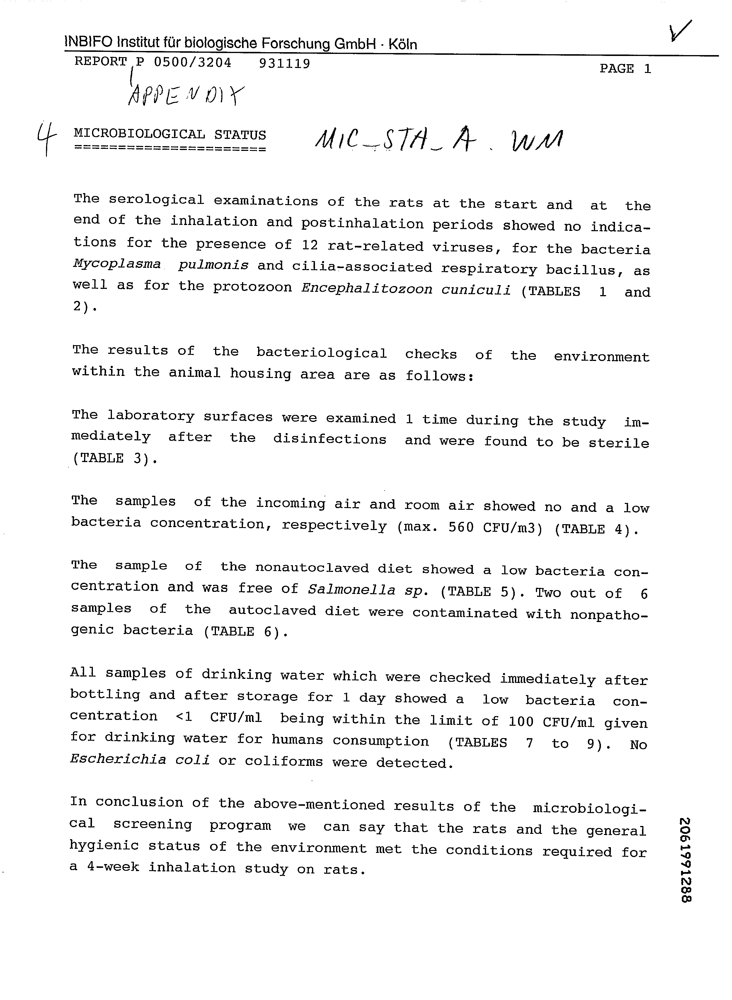 INBIFO Institut für biologische Forschung GmbH · Köln
REPORT P 0500/3204 931119
PAGE 1
APPENDIX
4 MICROBIOLOGICAL STATUS MIC_STA_A.WM
======================
The serological examinations of the rats at the start and at the
end of the inhalation and postinhalation periods showed no indica-
tions for the presence of 12 rat-related viruses, for the bacteria
Mycoplasma pulmonis and cilia-associated respiratory bacillus, as
well as for the protozoon Encephalitozoon cuniculi (TABLES 1 and
2).
The results of the bacteriological checks of the environment
within the animal housing area are as follows:
The laboratory surfaces were examined 1 time during the study im-
mediately after the disinfections and were found to be sterile
(TABLE 3).
The samples of the incoming air and room air showed no and a low
bacteria concentration, respectively (max. 560 CFU/m3) (TABLE 4).
The sample of the nonautoclaved diet showed a low bacteria con-
centration and was free of Salmonella sp. (TABLE 5). Two out of 6
samples of the autoclaved diet were contaminated with nonpatho-
genic bacteria (TABLE 6).
All samples of drinking water which were checked immediately after
bottling and after storage for 1 day showed a low bacteria con-
centration <1 CFU/ml being within the limit of 100 CFU/ml given
for drinking water for humans consumption (TABLES 7 to 9). No
Escherichia coli or coliforms were detected.
In conclusion of the above-mentioned results of the microbiologi-
cal screening program we can say that the rats and the general
hygienic status of the environment met the conditions required for
a 4-week inhalation study on rats.
2061991288